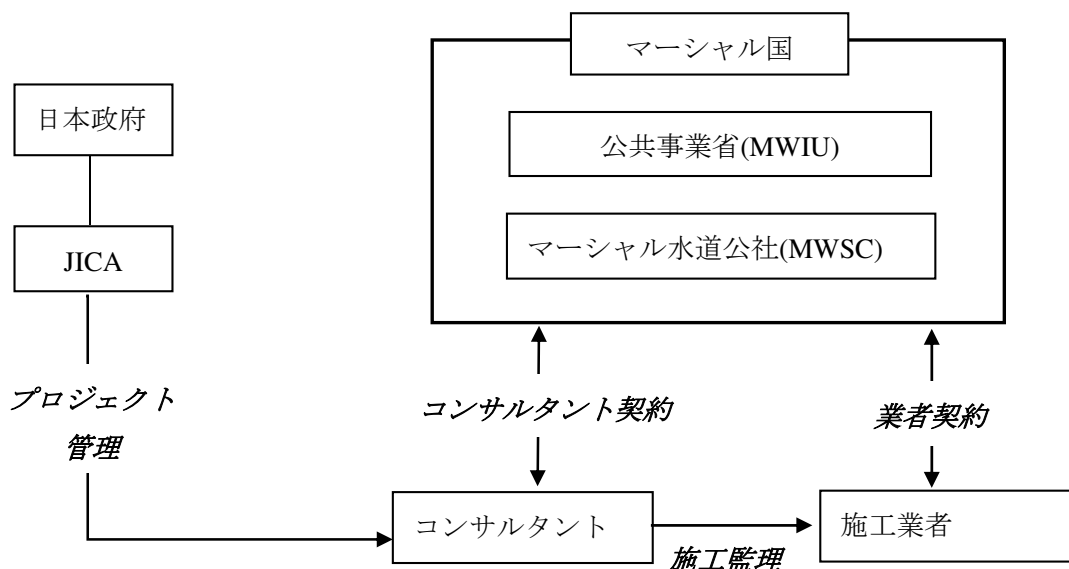 マーシャル国
日本政府
公共事業省(MWIU)
マーシャル水道公社(MWSC)
JICA
プロジェクト
管理
コンサルタント契約
業者契約
コンサルタント
施工業者
施工監理